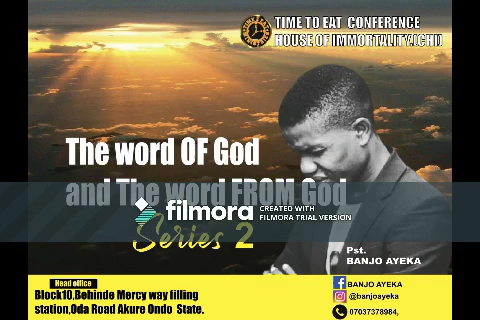 TIME TO EAT CONFERENCE
HOUSE OF IMMORTALITY(CHI)
The word OF God
and The word FROM God
filmora
CREATED WITH
FILMORA TRIAL VERSION
Series 2
Pst.
BANJO AYEKA
Head office
Block10,Behinde Mercy way filling
station,Oda Road Akure Ondo State.
BANJO AYEKA
@banjoayeka
07037378984,